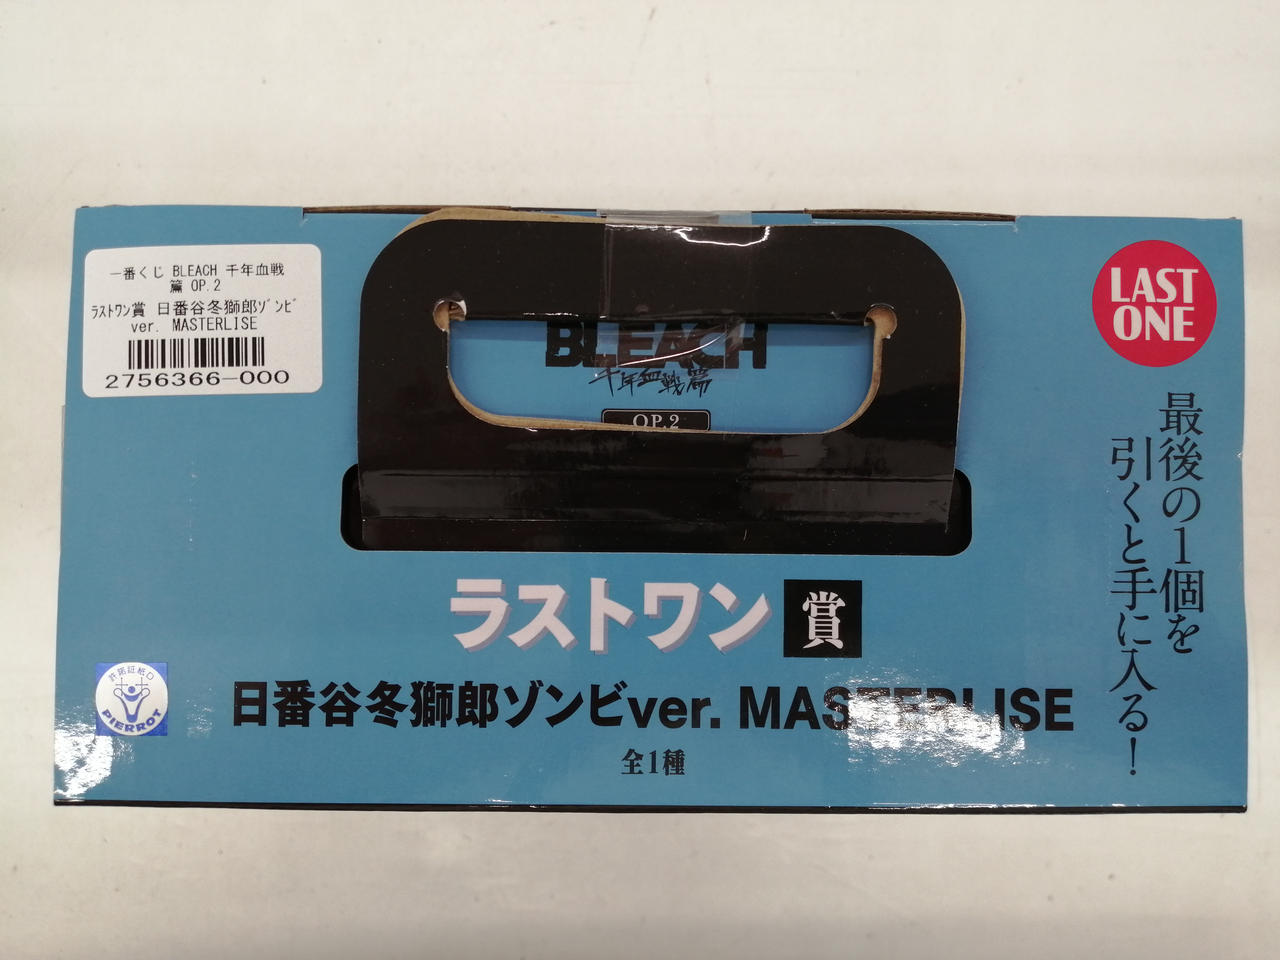 一番くじ BLEACH 千年血戦
篇 OP.2
ﾗｽﾄﾜﾝ賞 日番谷冬獅郎ｿﾞﾝﾋﾞ
ver. MASTERLISE
2756366-000
BLEACH
千年血戦篇
OP.2
LAST
ONE
最後の1個を
引くと手に入る!
ラストワン賞
許諾証紙
PIERROT
日番谷冬獅郎ゾンビver. MASTERLISE
全1種